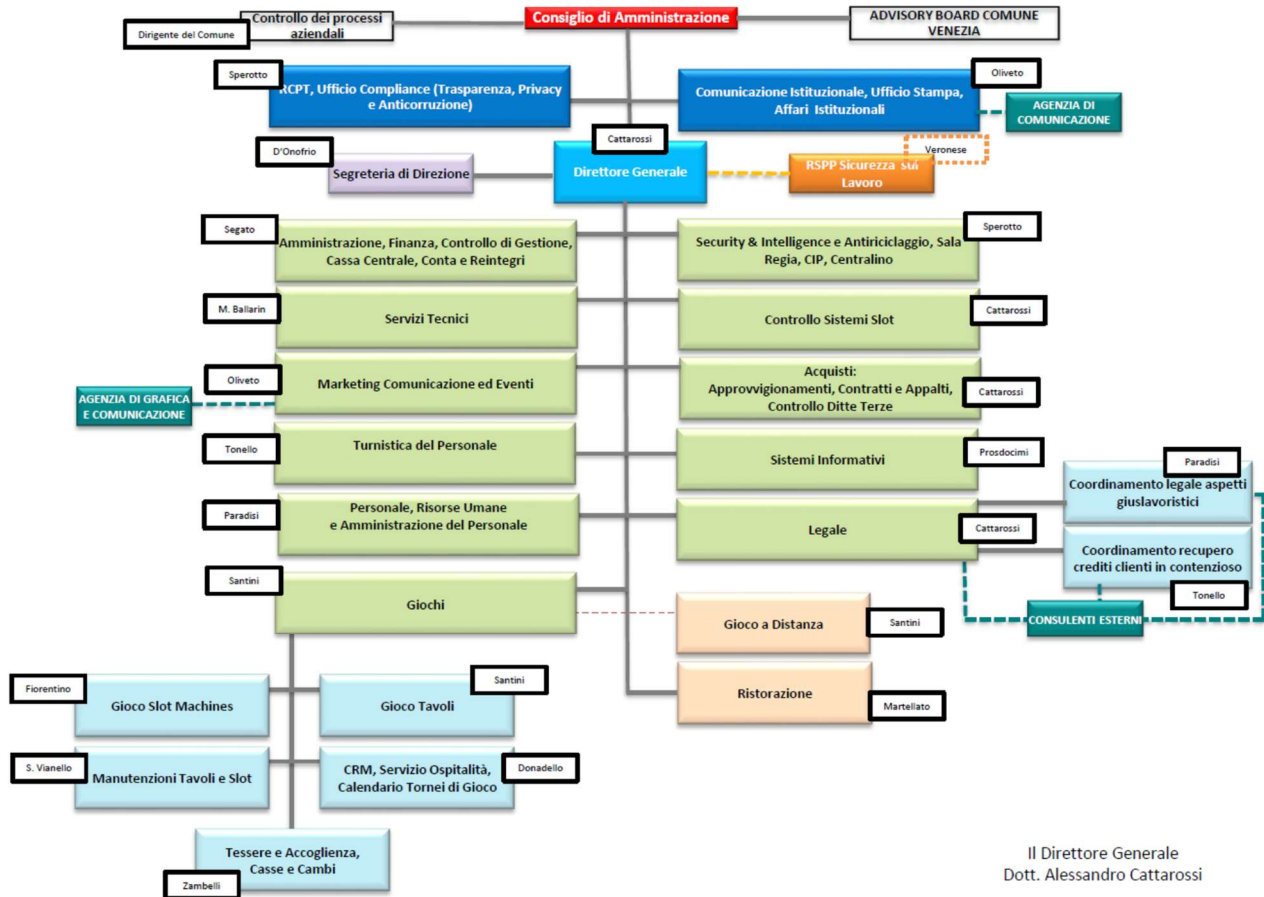 Controllo dei processi
aziendali
Dirigente del Comune
Consiglio di Amministrazione
ADVISORY BOARD COMUNE
VENEZIA
Sperotto
RCPT, Ufficio Compliance (Trasparenza, Privacy
e Anticorruzione)
Oliveto
Comunicazione Istituzionale, Ufficio Stampa,
Affari Istituzionali
AGENZIA DI
COMUNICAZIONE
D'Onofrio
Segreteria di Direzione
Cattarossi
Direttore Generale
Veronese
RSPP Sicurezza sul
Lavoro
Segato
Amministrazione, Finanza, Controllo di Gestione,
Cassa Centrale, Conta e Reintegri
Sperotto
Security & Intelligence e Antiriciclaggio, Sala
Regia, CIP, Centralino
M. Ballarin
Servizi Tecnici
Cattarossi
Controllo Sistemi Slot
Oliveto
Marketing Comunicazione ed Eventi
AGENZIA DI GRAFICA
E COMUNICAZIONE
Acquisti:
Approvvigionamenti, Contratti e Appalti,
Controllo Ditte Terze
Cattarossi
Tonello
Turnistica del Personale
Sistemi Informativi
Prosdocimi
Paradisi
Personale, Risorse Umane
e Amministrazione del Personale
Legale
Cattarossi
Paradisi
Coordinamento legale aspetti
giuslavoristici
Coordinamento recupero
crediti clienti in contenzioso
Tonello
CONSULENTI ESTERNI
Santini
Giochi
Gioco a Distanza
Santini
Ristorazione
Martellato
Fiorentino
Gioco Slot Machines
Santini
Gioco Tavoli
S. Vianello
Manutenzioni Tavoli e Slot
CRM, Servizio Ospitalità,
Calendario Tornei di Gioco
Donadello
Tessere e Accoglienza,
Casse e Cambi
Zambelli
Il Direttore Generale
Dott. Alessandro Cattarossi